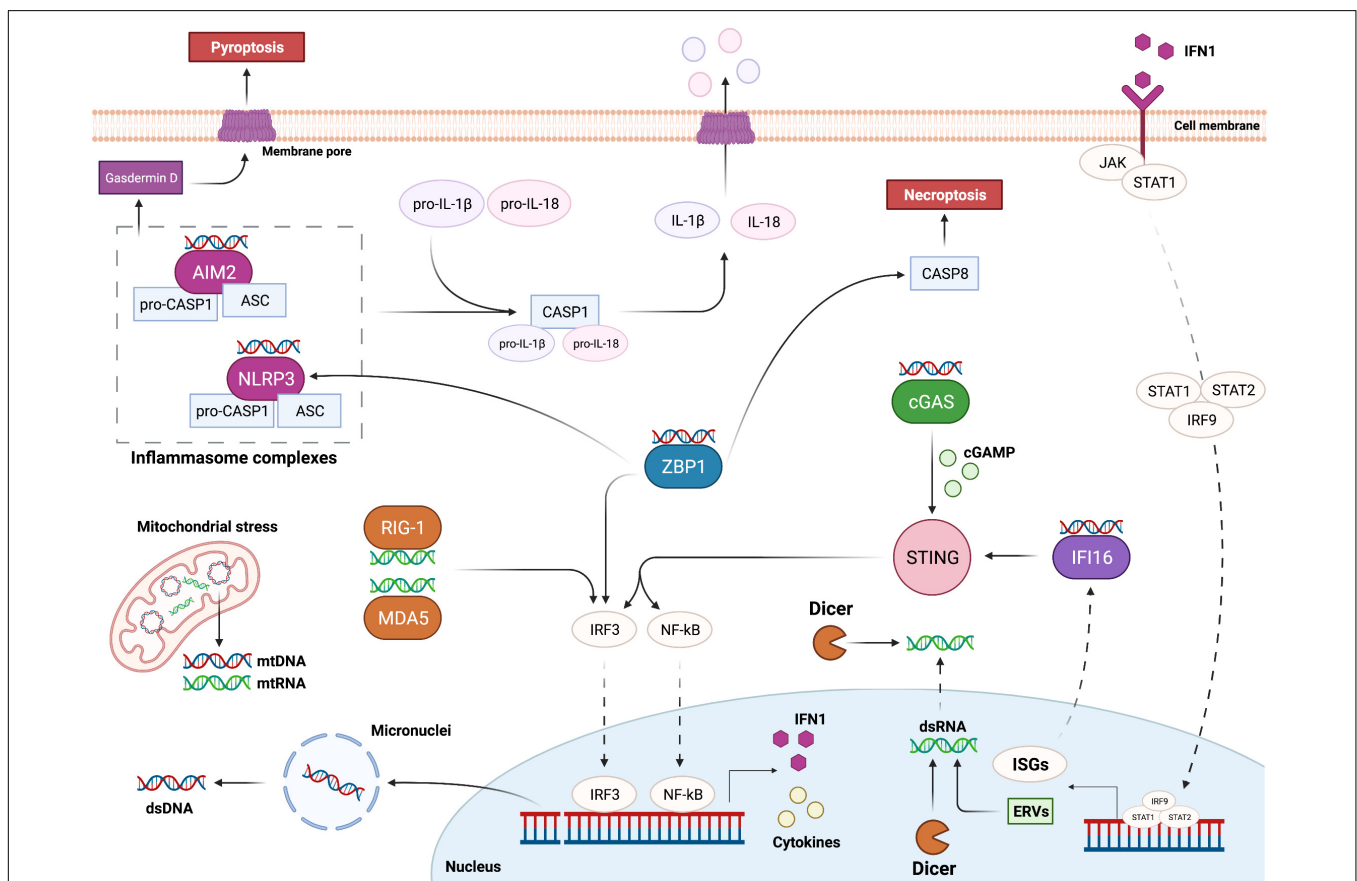 Pyroptosis
IFN1
Membrane pore
Cell membrane
Gasdermin D
JAK
STAT1
pro-IL-1β
pro-IL-18
IL-1β
IL-18
Necroptosis
AIM2
pro-CASP1
ASC
CASP1
pro-IL-1β
pro-IL-18
CASP8
NLRP3
pro-CASP1
ASC
Inflammasome complexes
cGAS
cGAMP
STAT1
STAT2
IRF9
ZBP1
Mitochondrial stress
RIG-1
MDA5
STING
IFI16
IRF3
NF-kB
Dicer
mtDNA
mtRNA
Micronuclei
dsDNA
IFN1
IRF3
NF-kB
Cytokines
dsRNA
ISGs
ERVs
Dicer
IRF9
STAT1
STAT2
Nucleus